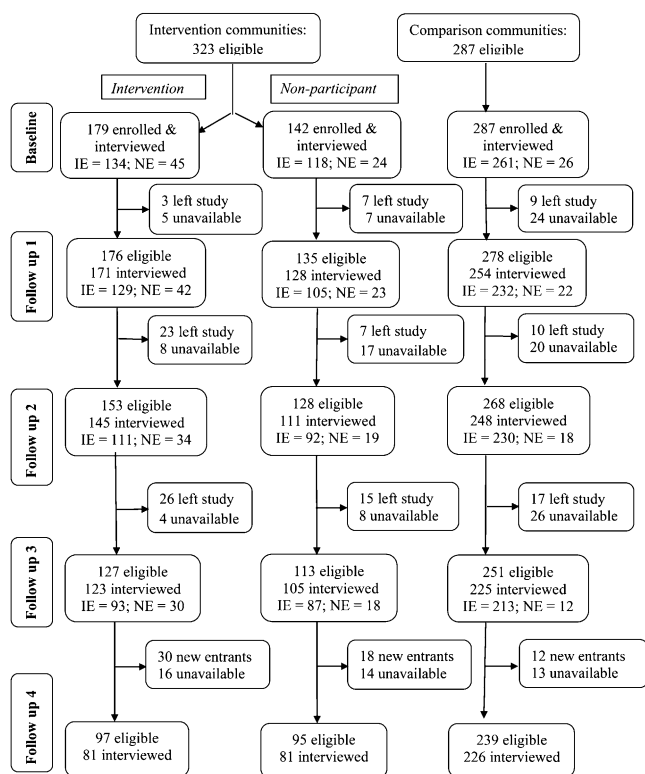 Intervention communities:
323 eligible
Comparison communities:
287 eligible
Intervention
Non-participant
Baseline
179 enrolled &
interviewed
IE = 134; NE = 45
142 enrolled &
interviewed
IE = 118; NE = 24
287 enrolled &
interviewed
IE = 261; NE = 26
3 left study
5 unavailable
7 left study
7 unavailable
9 left study
24 unavailable
Follow up 1
176 eligible
171 interviewed
IE = 129; NE = 42
135 eligible
128 interviewed
IE = 105; NE = 23
278 eligible
254 interviewed
IE = 232; NE = 22
23 left study
8 unavailable
7 left study
17 unavailable
10 left study
20 unavailable
Follow up 2
153 eligible
145 interviewed
IE = 111; NE = 34
128 eligible
111 interviewed
IE = 92; NE = 19
268 eligible
248 interviewed
IE = 230; NE = 18
26 left study
4 unavailable
15 left study
8 unavailable
17 left study
26 unavailable
Follow up 3
127 eligible
123 interviewed
IE = 93; NE = 30
113 eligible
105 interviewed
IE = 87; NE = 18
251 eligible
225 interviewed
IE = 213; NE = 12
30 new entrants
16 unavailable
18 new entrants
14 unavailable
12 new entrants
13 unavailable
Follow up 4
97 eligible
81 interviewed
95 eligible
81 interviewed
239 eligible
226 interviewed